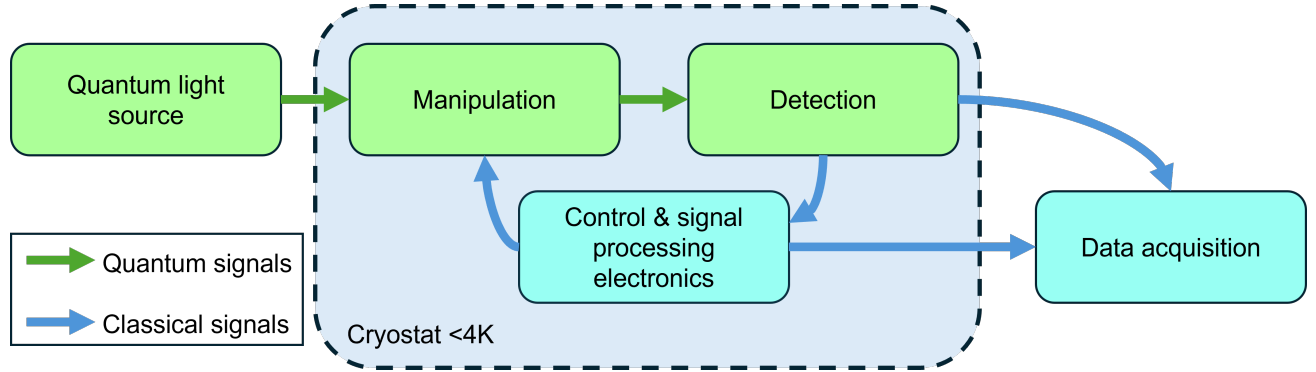 Quantum light
source
Manipulation
Detection
Control & signal
processing
electronics
Data acquisition
Quantum signals
Classical signals
Cryostat <4K